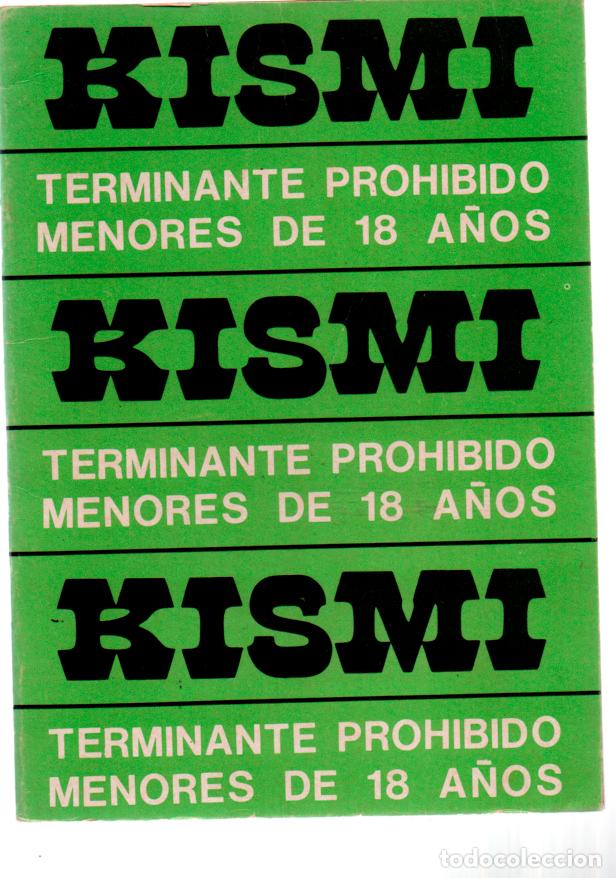 KISMI
TERMINANTE PROHIBIDO
MENORES DE 18 AÑOS
KISMI
TERMINANTE PROHIBIDO
MENORES DE 18 AÑOS
KISMI
TERMINANTE PROHIBIDO
MENORES DE 18 AÑOS
todocoleccion